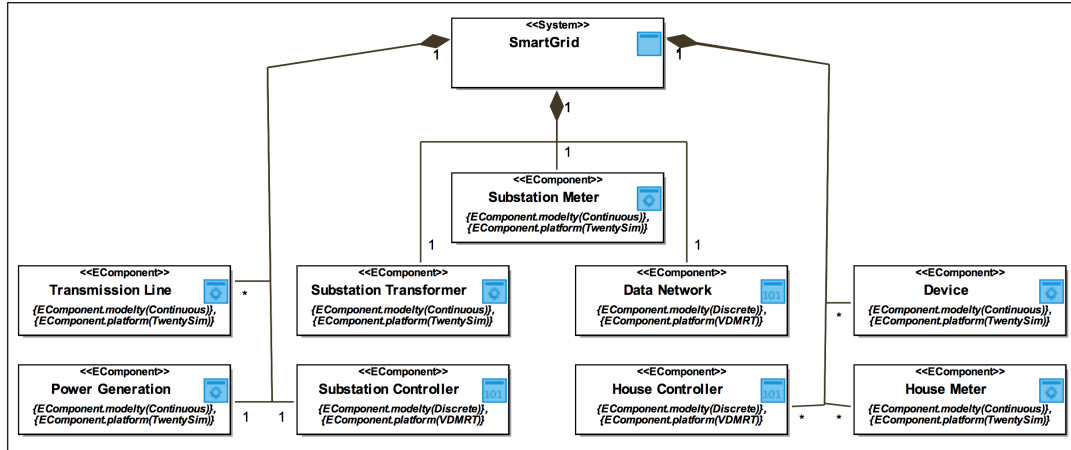 <<System>>
SmartGrid
1
1
1
1
<<EComponent>>
Substation Meter
{EComponent.modelty(Continuous)},
{EComponent.platform(TwentySim)}
1
1
<<EComponent>>
Transmission Line
{EComponent.modelty(Continuous)},
{EComponent.platform(TwentySim)}
*
<<EComponent>>
Substation Transformer
{EComponent.modelty(Continuous)},
{EComponent.platform(TwentySim)}
<<EComponent>>
Data Network
101
{EComponent.modelty(Discrete)},
{EComponent.platform(VDMRT)}
<<EComponent>>
Device
{EComponent.modelty(Continuous)},
{EComponent.platform(TwentySim)}
*
<<EComponent>>
Power Generation
{EComponent.modelty(Continuous)},
{EComponent.platform(TwentySim)}
1
1
<<EComponent>>
Substation Controller
101
{EComponent.modelty(Discrete)},
{EComponent.platform(VDMRT)}
<<EComponent>>
House Controller
101
{EComponent.modelty(Discrete)},
{EComponent.platform(VDMRT)}
*
*
<<EComponent>>
House Meter
{EComponent.modelty(Continuous)},
{EComponent.platform(TwentySim)}